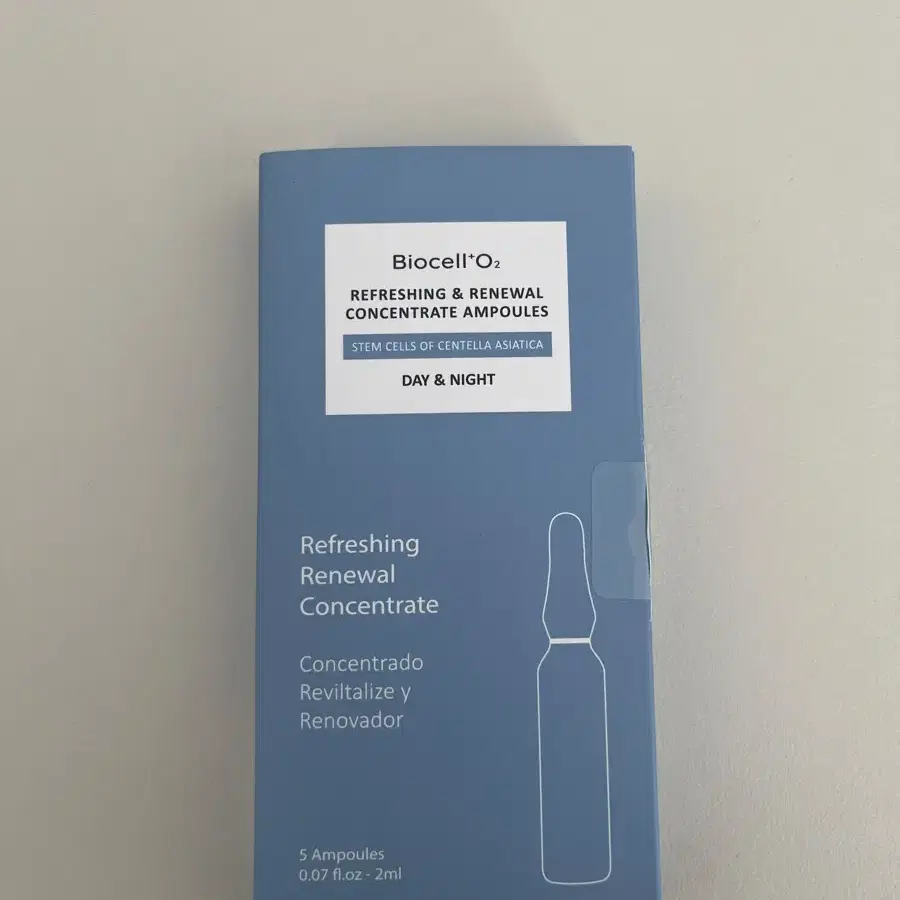 Biocell⁺O₂
REFRESHING & RENEWAL
CONCENTRATE AMPOULES
STEM CELLS OF CENTELLA ASIATICA
DAY & NIGHT
Refreshing
Renewal
Concentrate
Concentrado
Reviltalize y
Renovador
5 Ampoules
0.07 fl.oz - 2ml